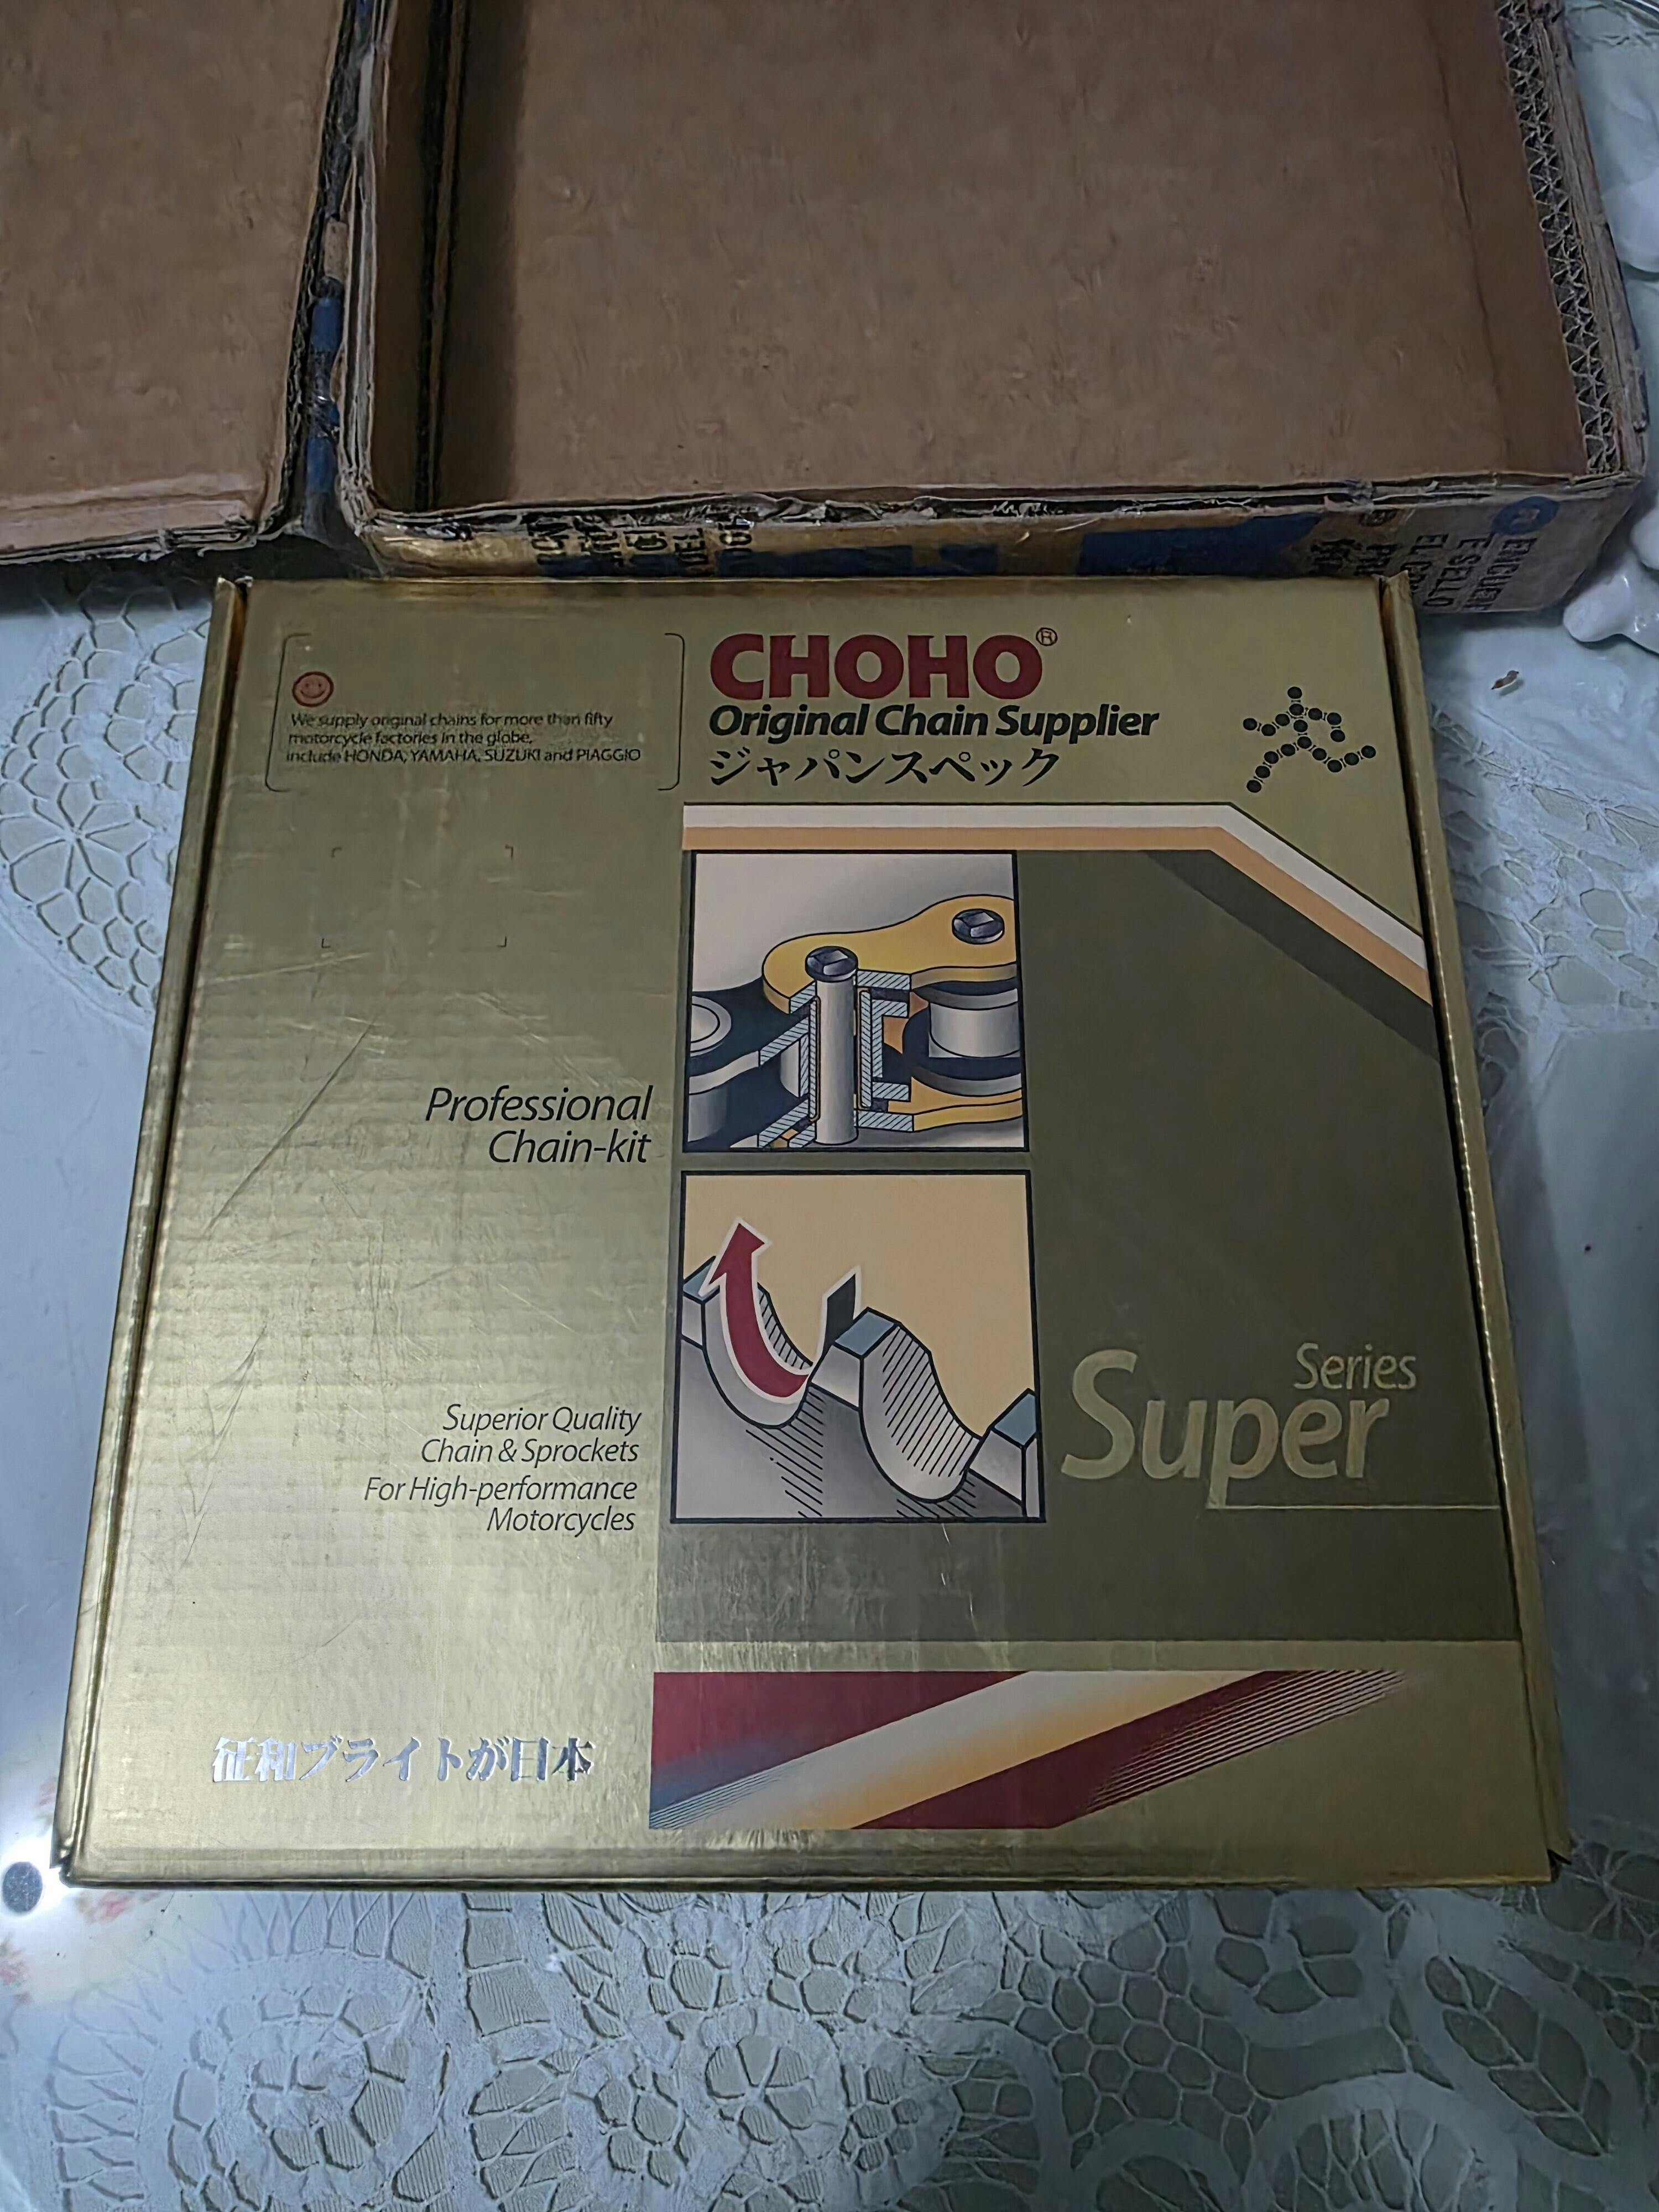 ENCUEN
E SELLO
We supply original chains for more than fifty
motorcycle factories in the globe,
include HONDA, YAMAHA, SUZUKI and PIAGGIO
CHOHO®
Original Chain Supplier
ジャパンスペック
Professional
Chain-kit
Superior Quality
Chain & Sprockets
For High-performance
Motorcycles
Series
Super
征和ブライトが日本